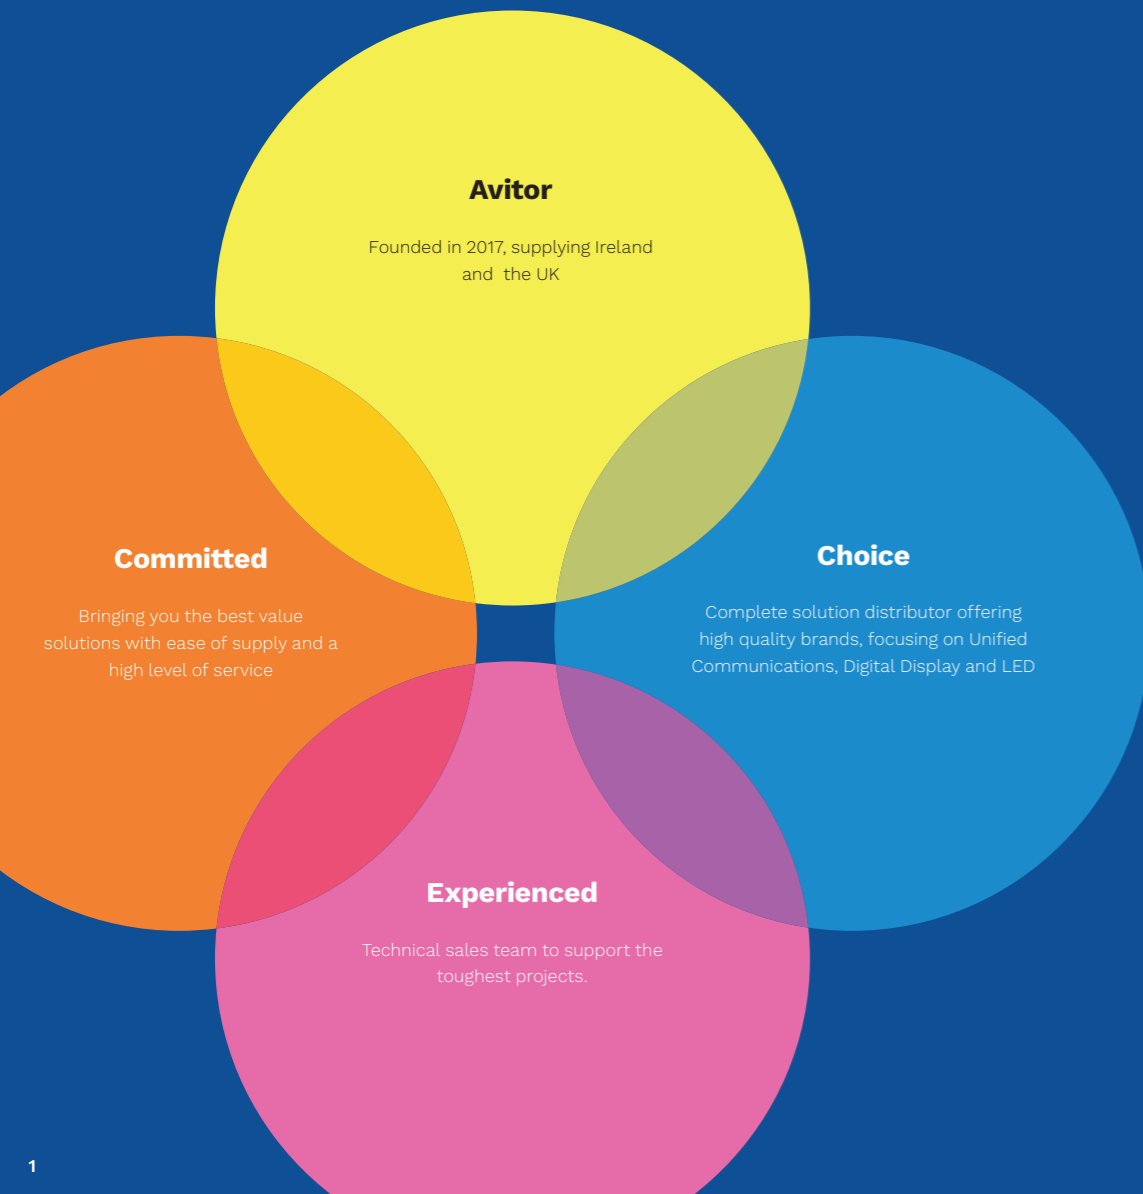 Avitor
Founded in 2017, supplying Ireland
and  the UK
Committed
Bringing you the best value
solutions with ease of supply and a
high level of service
Choice
Complete solution distributor offering
high quality brands, focusing on Unified
Communications, Digital Display and LED
Experienced
Technical sales team to support the
toughest projects.
1